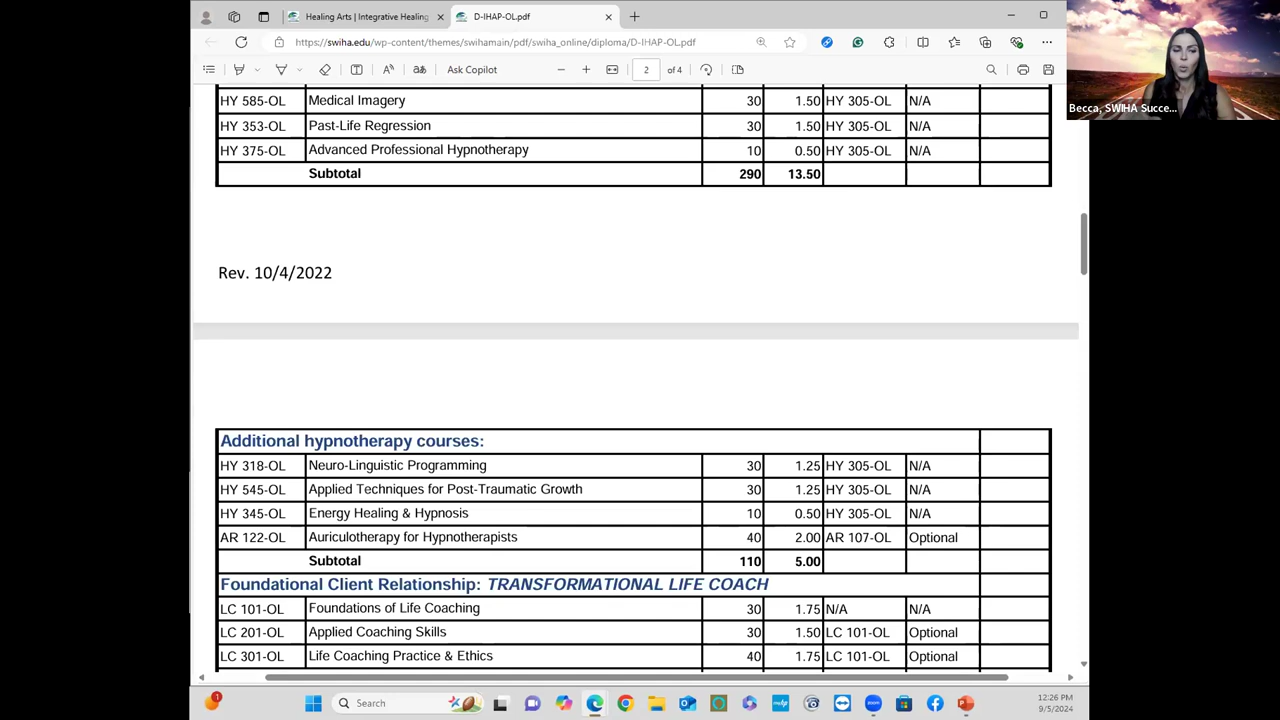 Healing Arts | Integrative Healing
D-IHAP-OL.pdf
https://swiha.edu/wp-content/themes/swihamain/pdf/swiha_online/diploma/D-IHAP-OL.pdf
Ask Copilot
2 of 4
Becca, SWIHA Succe...
HY 585-OL Medical Imagery 30 1.50 HY 305-OL N/A
HY 353-OL Past-Life Regression 30 1.50 HY 305-OL N/A
HY 375-OL Advanced Professional Hypnotherapy 10 0.50 HY 305-OL N/A
Subtotal 290 13.50
Rev. 10/4/2022
Additional hypnotherapy courses:
HY 318-OL Neuro-Linguistic Programming 30 1.25 HY 305-OL N/A
HY 545-OL Applied Techniques for Post-Traumatic Growth 30 1.25 HY 305-OL N/A
HY 345-OL Energy Healing & Hypnosis 10 0.50 HY 305-OL N/A
AR 122-OL Auriculotherapy for Hypnotherapists 40 2.00 AR 107-OL Optional
Subtotal 110 5.00
Foundational Client Relationship: TRANSFORMATIONAL LIFE COACH
LC 101-OL Foundations of Life Coaching 30 1.75 N/A N/A
LC 201-OL Applied Coaching Skills 30 1.50 LC 101-OL Optional
LC 301-OL Life Coaching Practice & Ethics 40 1.75 LC 101-OL Optional
1
Search
zoom
12:26 PM
9/5/2024